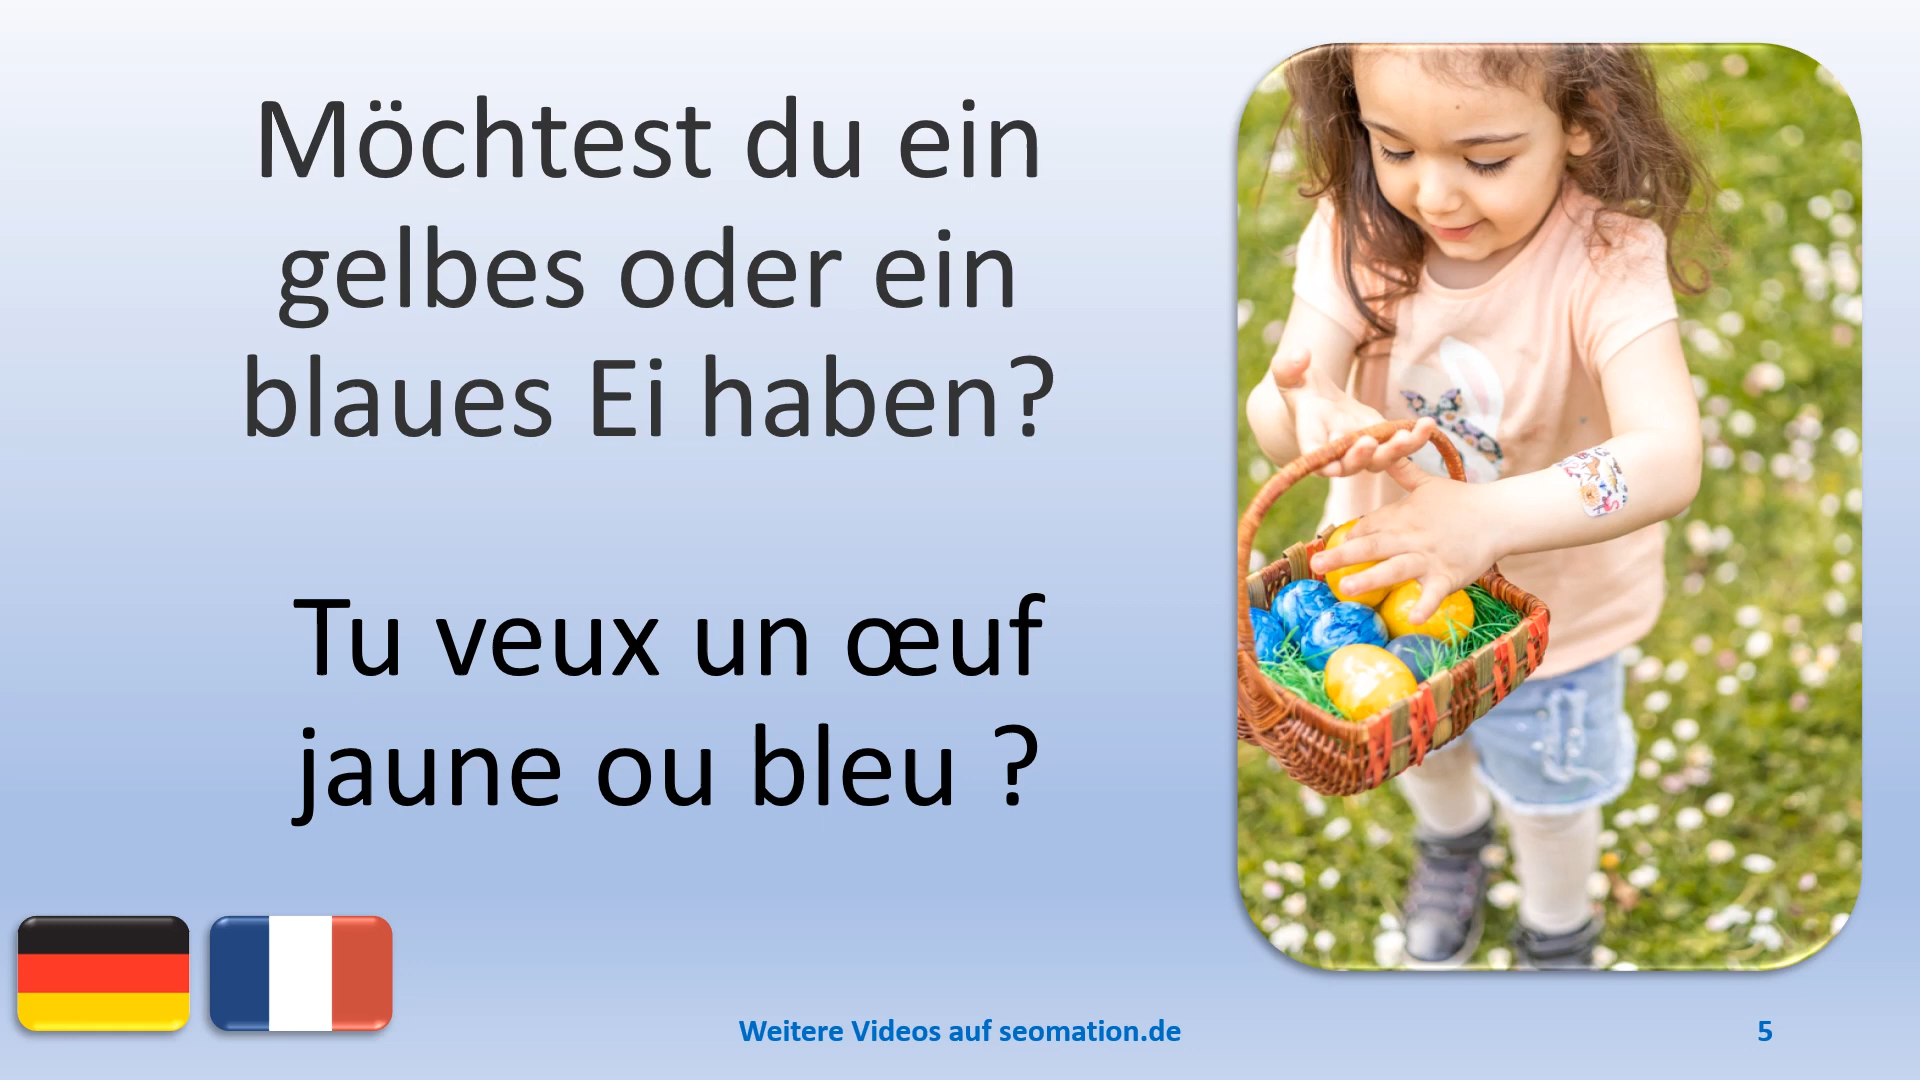 Möchtest du ein
gelbes oder ein
blaues Ei haben?
Tu veux un œuf
jaune ou bleu ?
Weitere Videos auf seomation.de
5